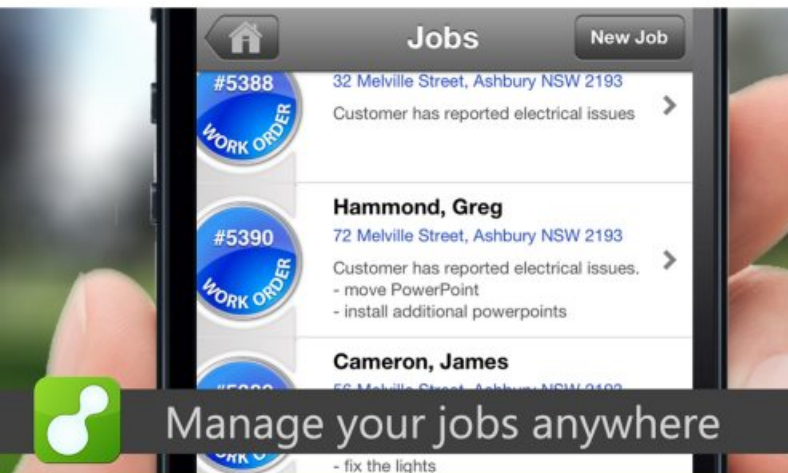 Jobs
New Job
#5388
WORK ORDER
32 Melville Street, Ashbury NSW 2193
Customer has reported electrical issues
#5390
WORK ORDER
Hammond, Greg
72 Melville Street, Ashbury NSW 2193
Customer has reported electrical issues.
- move PowerPoint
- install additional powerpoints
Cameron, James
Manage your jobs anywhere
- fix the lights